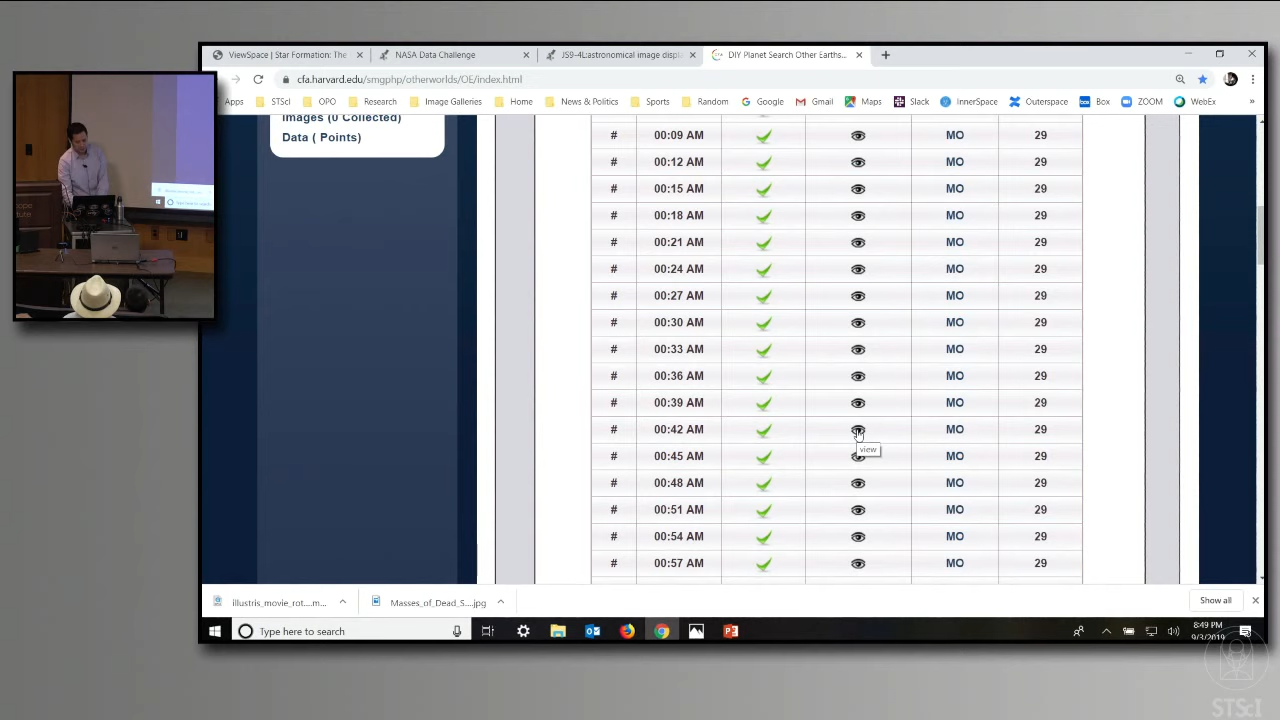 ViewSpace | Star Formation: The
NASA Data Challenge
JS9-4L:astronomical image displ
DIY Planet Search Other Earths...
cfa.harvard.edu/smgphp/otherworlds/OE/index.html
Apps
STScI
OPO
Research
Image Galleries
Home
News & Politics
Sports
Random
Google
Gmail
Maps
Slack
InnerSpace
Outerspace
Box
ZOOM
WebEx
»
Images (0 Collected)
Data ( Points)
# 00:09 AM MO 29
# 00:12 AM MO 29
# 00:15 AM MO 29
# 00:18 AM MO 29
# 00:21 AM MO 29
# 00:24 AM MO 29
# 00:27 AM MO 29
# 00:30 AM MO 29
# 00:33 AM MO 29
# 00:36 AM MO 29
# 00:39 AM MO 29
# 00:42 AM MO 29
view
# 00:45 AM MO 29
# 00:48 AM MO 29
# 00:51 AM MO 29
# 00:54 AM MO 29
# 00:57 AM MO 29
illustris_movie_rot....m...
Masses_of_Dead_S....jpg
Show all
Type here to search
8:49 PM
9/3/2019
STScI